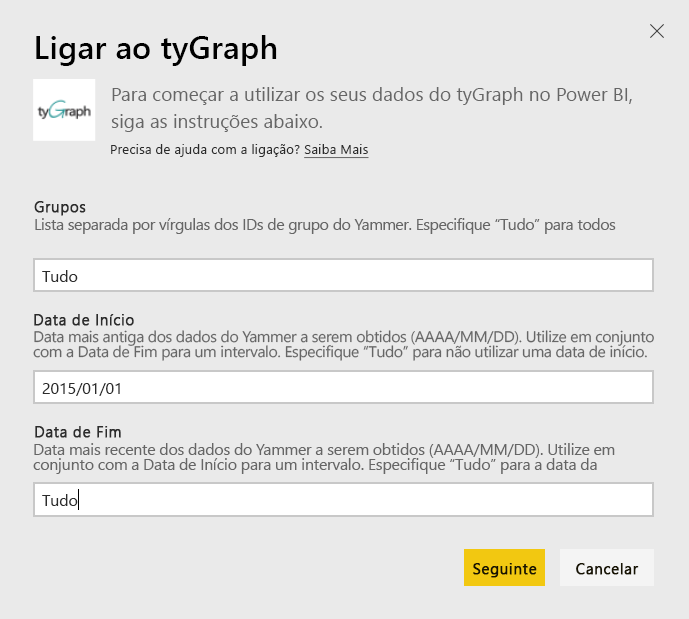 Ligar ao tyGraph
tyGraph
Para começar a utilizar os seus dados do tyGraph no Power BI,
siga as instruções abaixo.
Precisa de ajuda com a ligação? Saiba Mais
Grupos
Lista separada por vírgulas dos IDs de grupo do Yammer. Especifique “Tudo” para todos
Tudo
Data de Início
Data mais antiga dos dados do Yammer a serem obtidos (AAAA/MM/DD). Utilize em conjunto
com a Data de Fim para um intervalo. Especifique “Tudo” para não utilizar uma data de início.
2015/01/01
Data de Fim
Data mais recente dos dados do Yammer a serem obtidos (AAAA/MM/DD). Utilize em
conjunto com a Data de Início para um intervalo. Especifique “Tudo” para a data da
Tudo
Seguinte
Cancelar